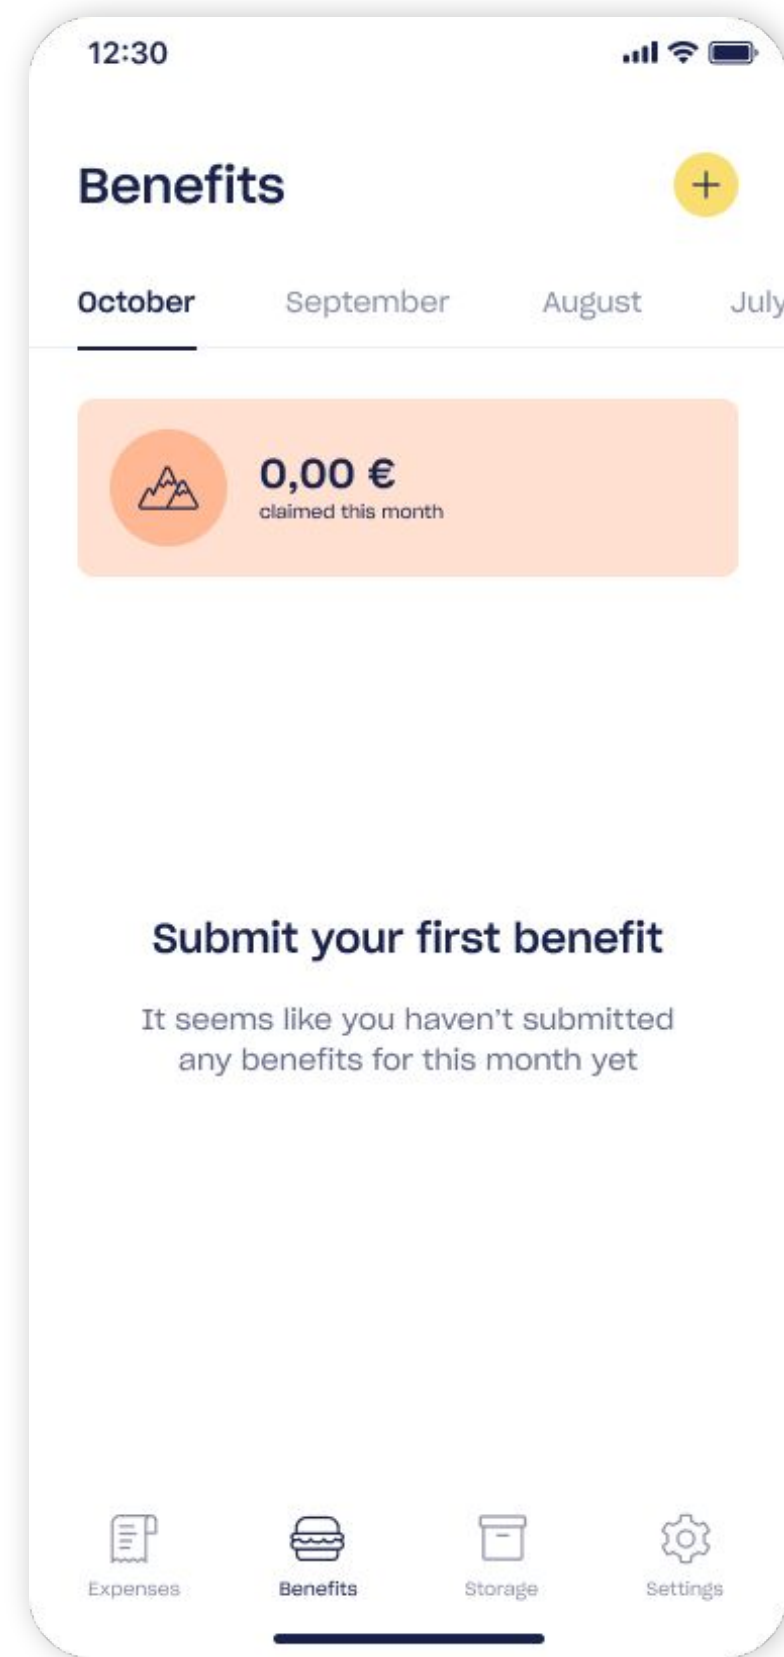 12:30
Benefits
October September August July
0,00 €
claimed this month
Submit your first benefit
It seems like you haven't submitted
any benefits for this month yet
Expenses Benefits Storage Settings